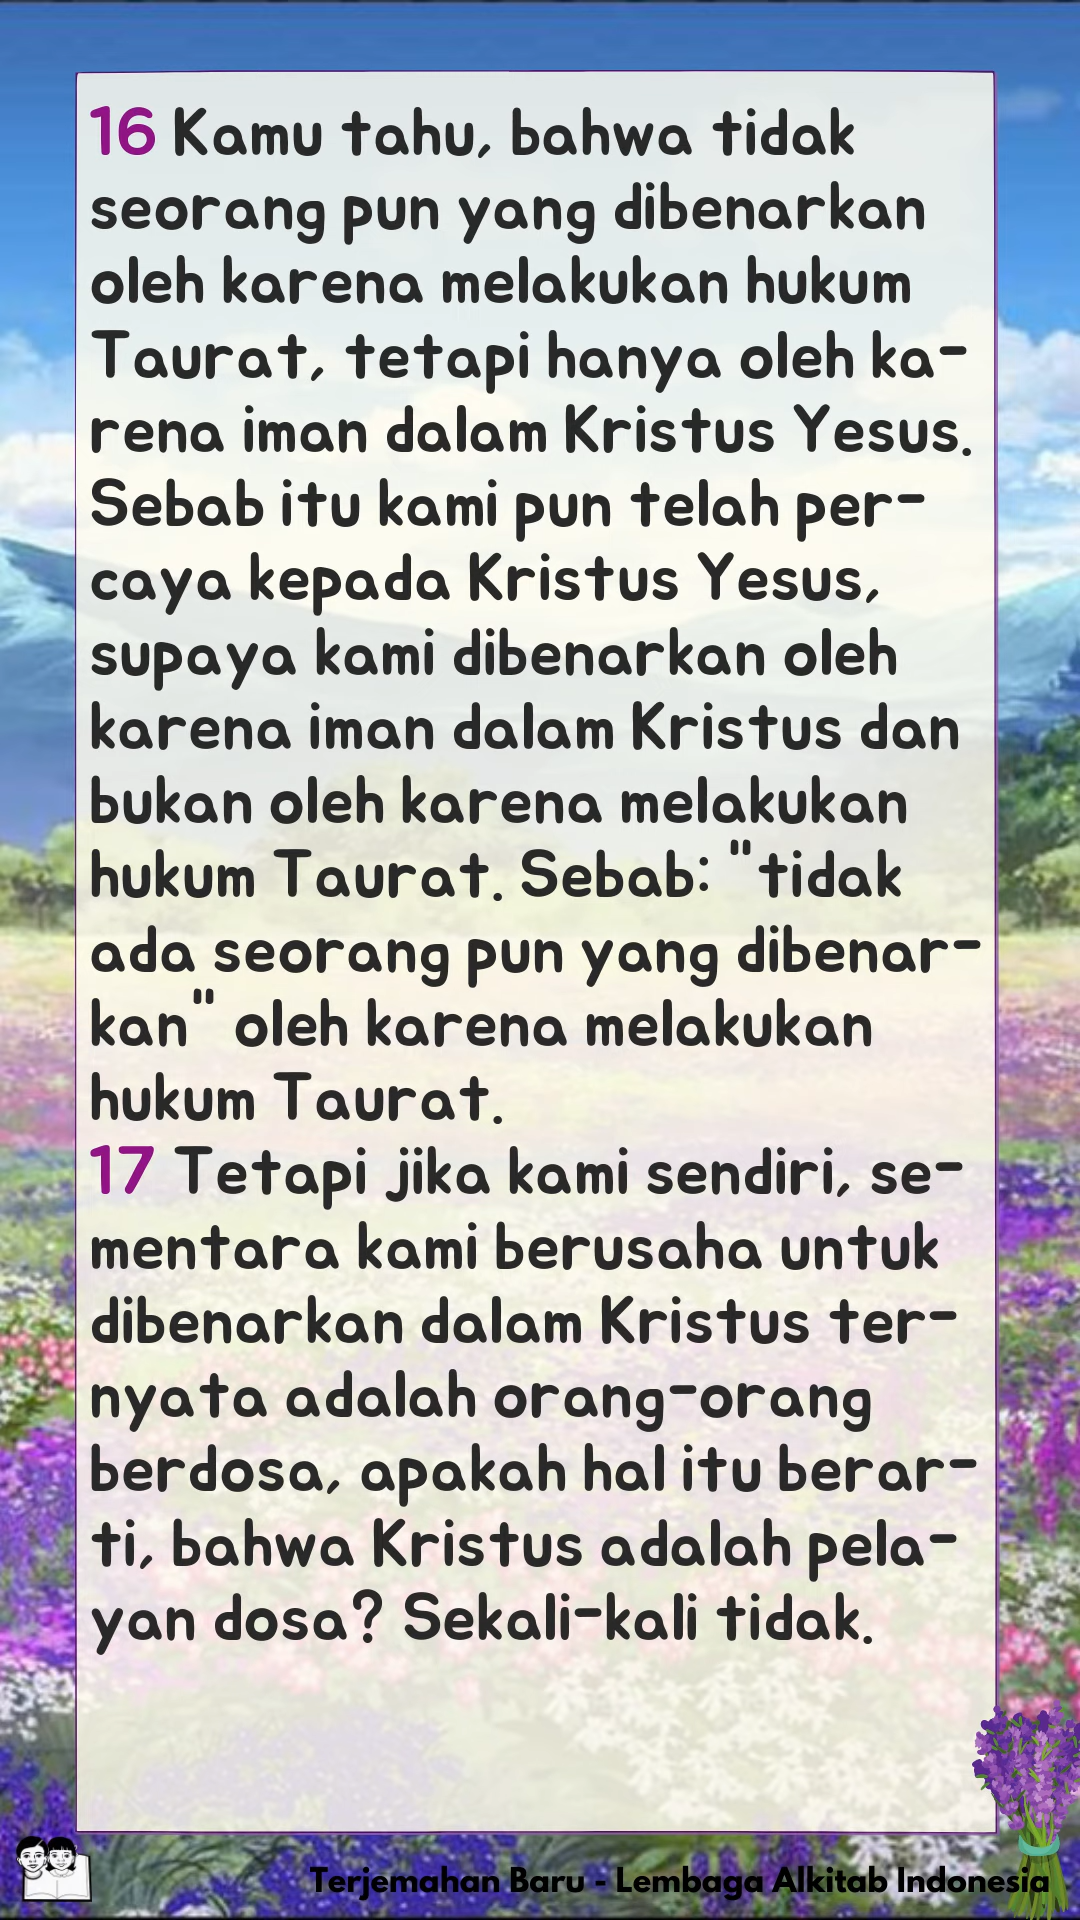 16 Kamu tahu, bahwa tidak
seorang pun yang dibenarkan
oleh karena melakukan hukum
Taurat, tetapi hanya oleh ka-
rena iman dalam Kristus Yesus.
Sebab itu kami pun telah per-
caya kepada Kristus Yesus,
supaya kami dibenarkan oleh
karena iman dalam Kristus dan
bukan oleh karena melakukan
hukum Taurat. Sebab: "tidak
ada seorang pun yang dibenar-
kan" oleh karena melakukan
hukum Taurat.
17 Tetapi jika kami sendiri, se-
mentara kami berusaha untuk
dibenarkan dalam Kristus ter-
nyata adalah orang-orang
berdosa, apakah hal itu berar-
ti, bahwa Kristus adalah pela-
yan dosa? Sekali-kali tidak.
Terjemahan Baru - Lembaga Alkitab Indonesia